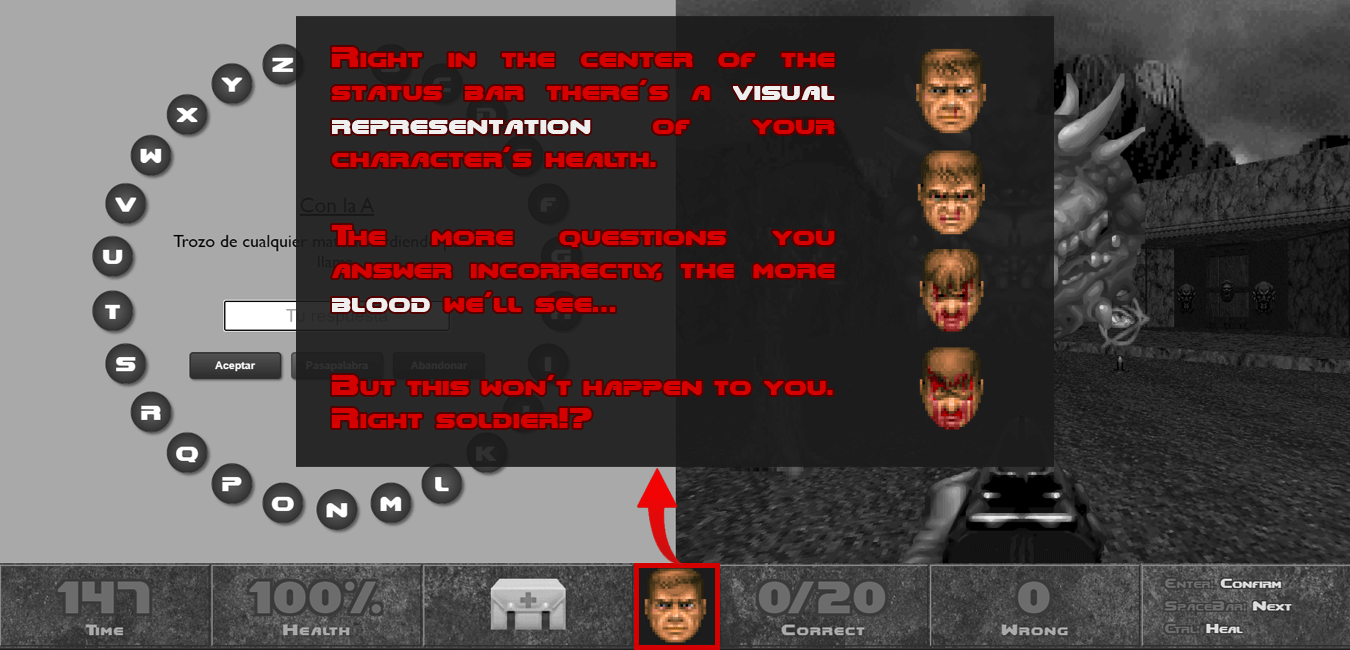 Right in the center of the
status bar there's a visual
representation of your
character's health.
The more questions you
answer incorrectly, the more
blood we'll see...
But this won't happen to you.
Right soldier!?
Z
Y
X
W
V
U
T
S
R
Q
P
O
N
M
L
K
I
G
F
Con la A
Trozo de cualquier
Tu respuesta
Aceptar
Pasapalabra
Abandonar
147
Time
100%
Health
0/20
Correct
0
Wrong
Enter: Confirm
SpaceBar: Next
Ctrl: Heal